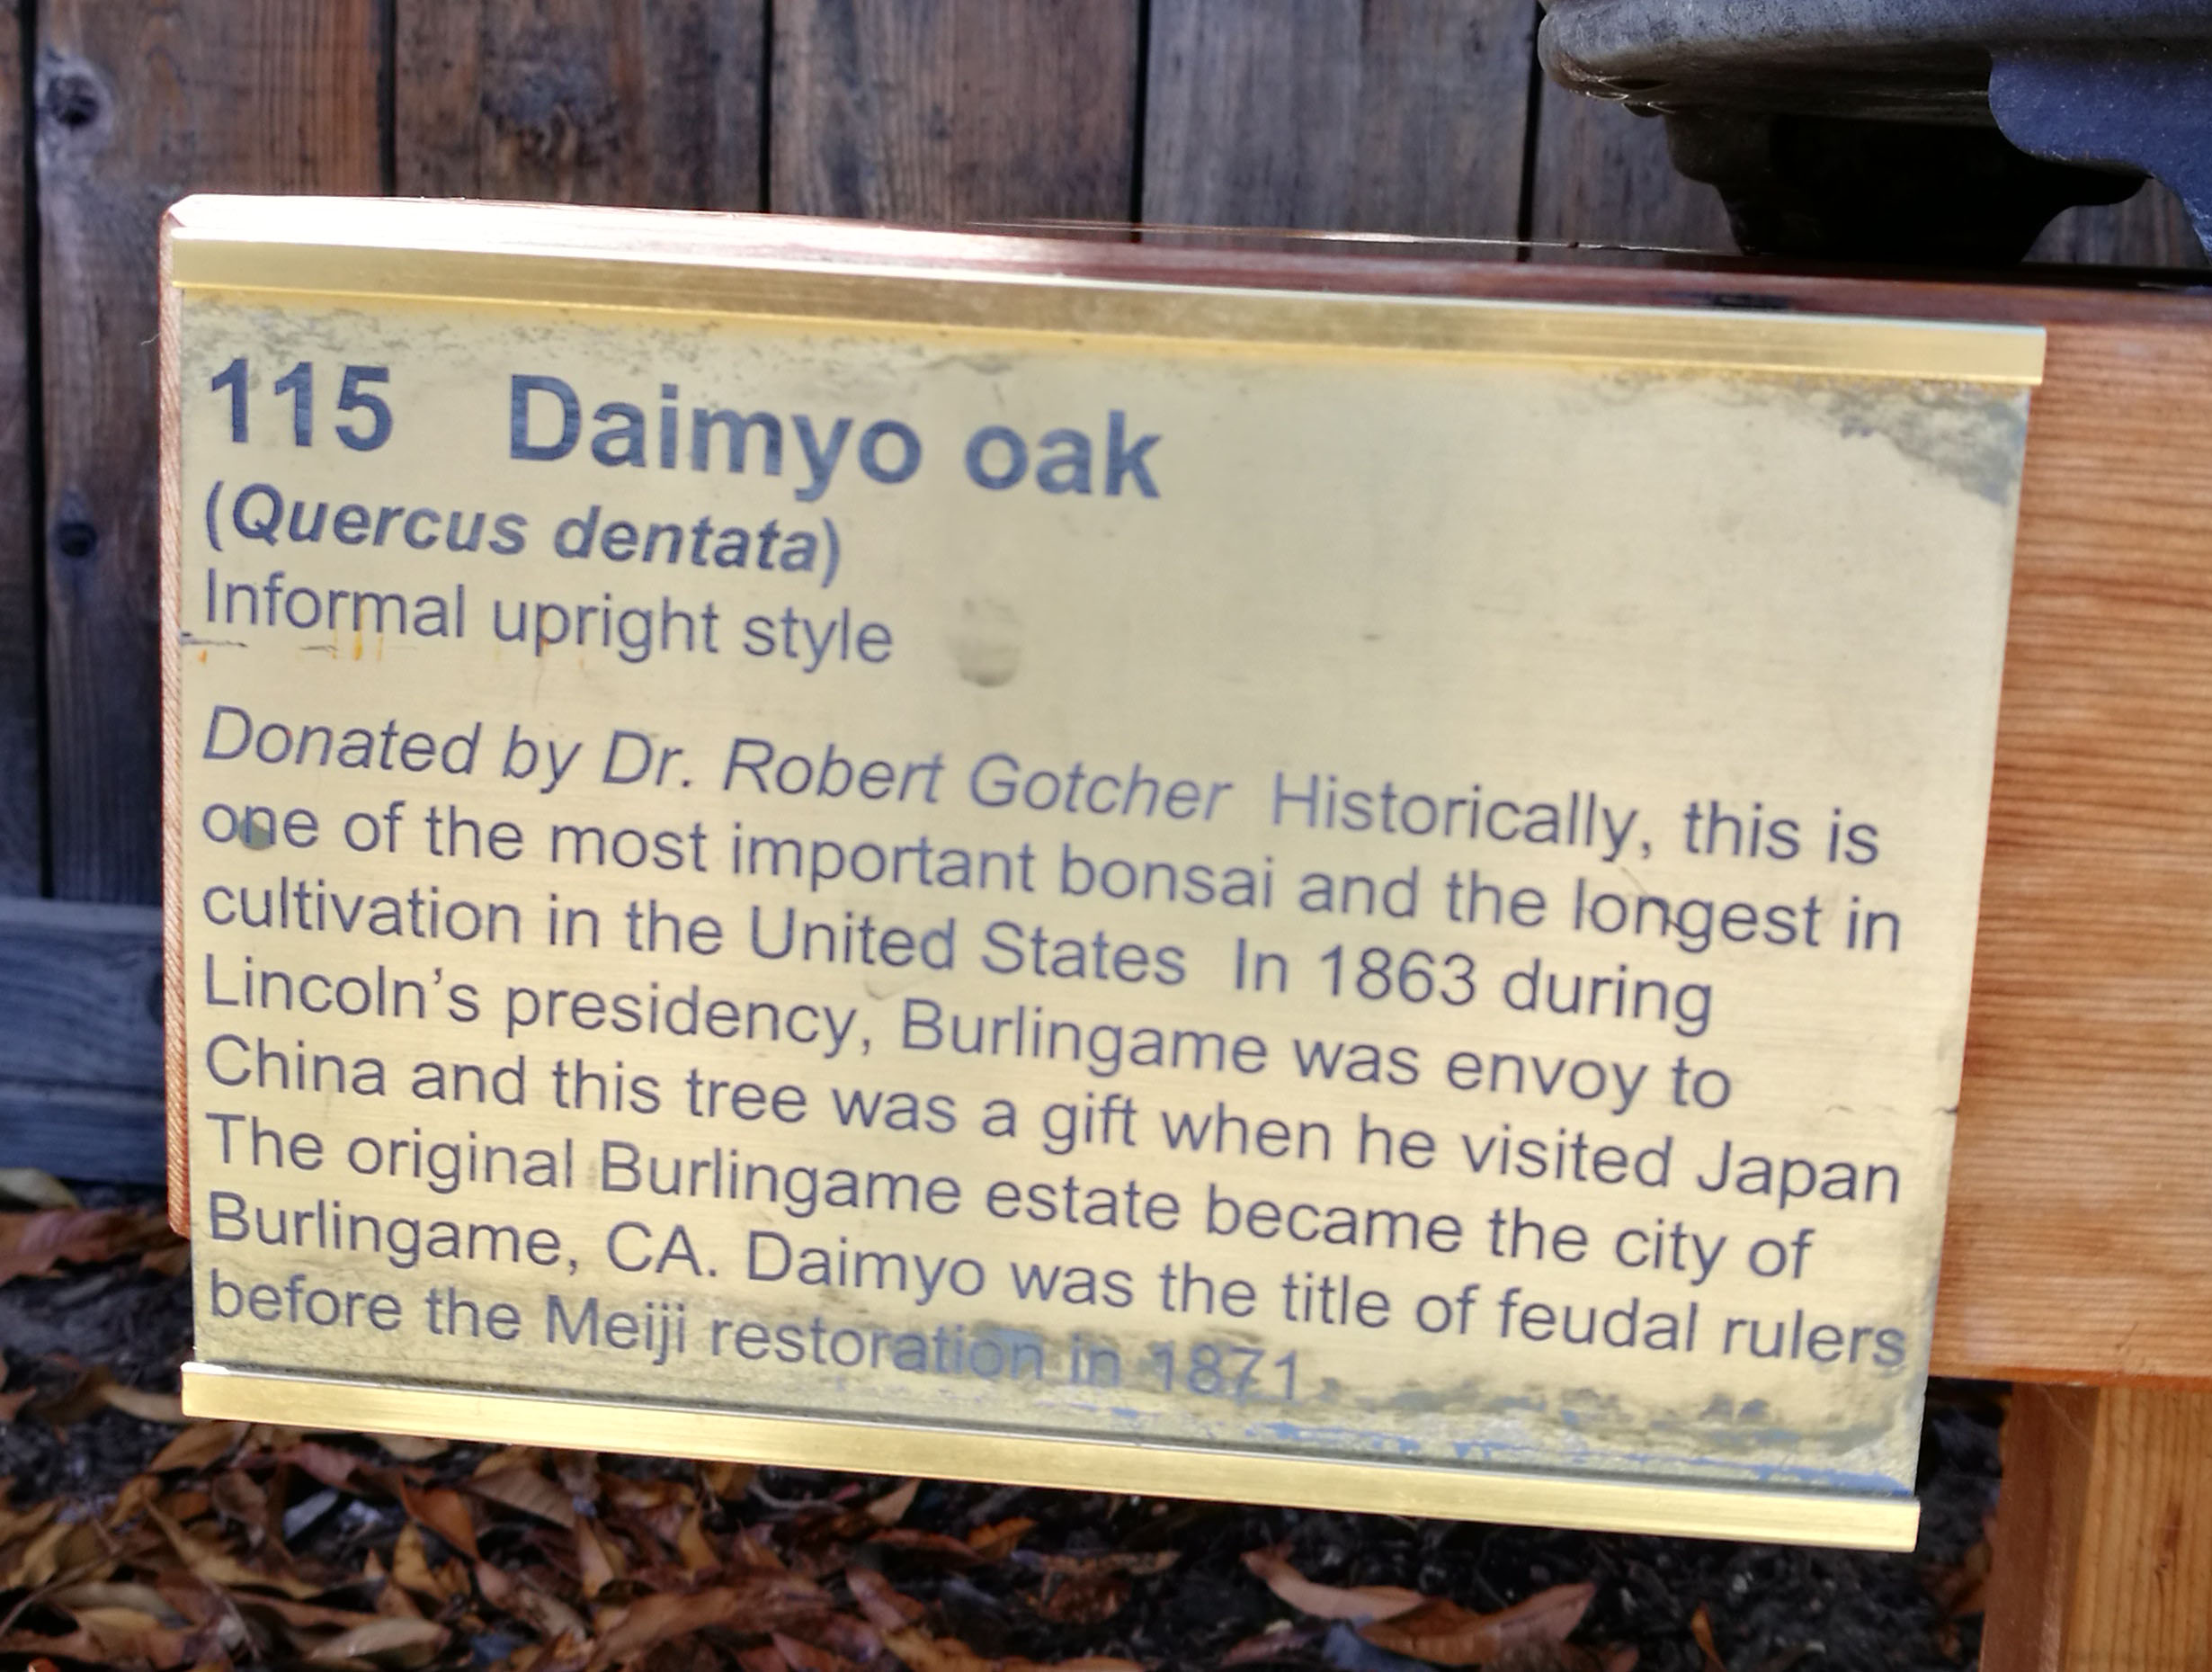 115 Daimyo oak
(Quercus dentata)
Informal upright style
Donated by Dr. Robert Gotcher Historically, this is
one of the most important bonsai and the longest in
cultivation in the United States In 1863 during
Lincoln's presidency, Burlingame was envoy to
China and this tree was a gift when he visited Japan
The original Burlingame estate became the city of
Burlingame, CA. Daimyo was the title of feudal rulers
before the Meiji restoration in 1871.